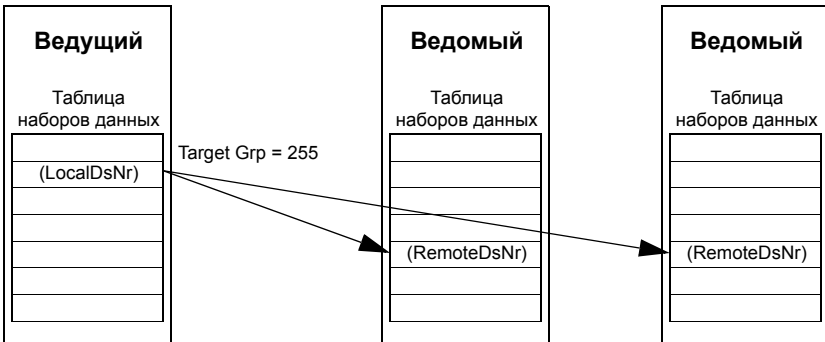 Ведущий
Ведомый
Ведомый
Таблица
наборов данных
Таблица
наборов данных
Таблица
наборов данных
Target Grp = 255
(LocalDsNr)
(RemoteDsNr)
(RemoteDsNr)